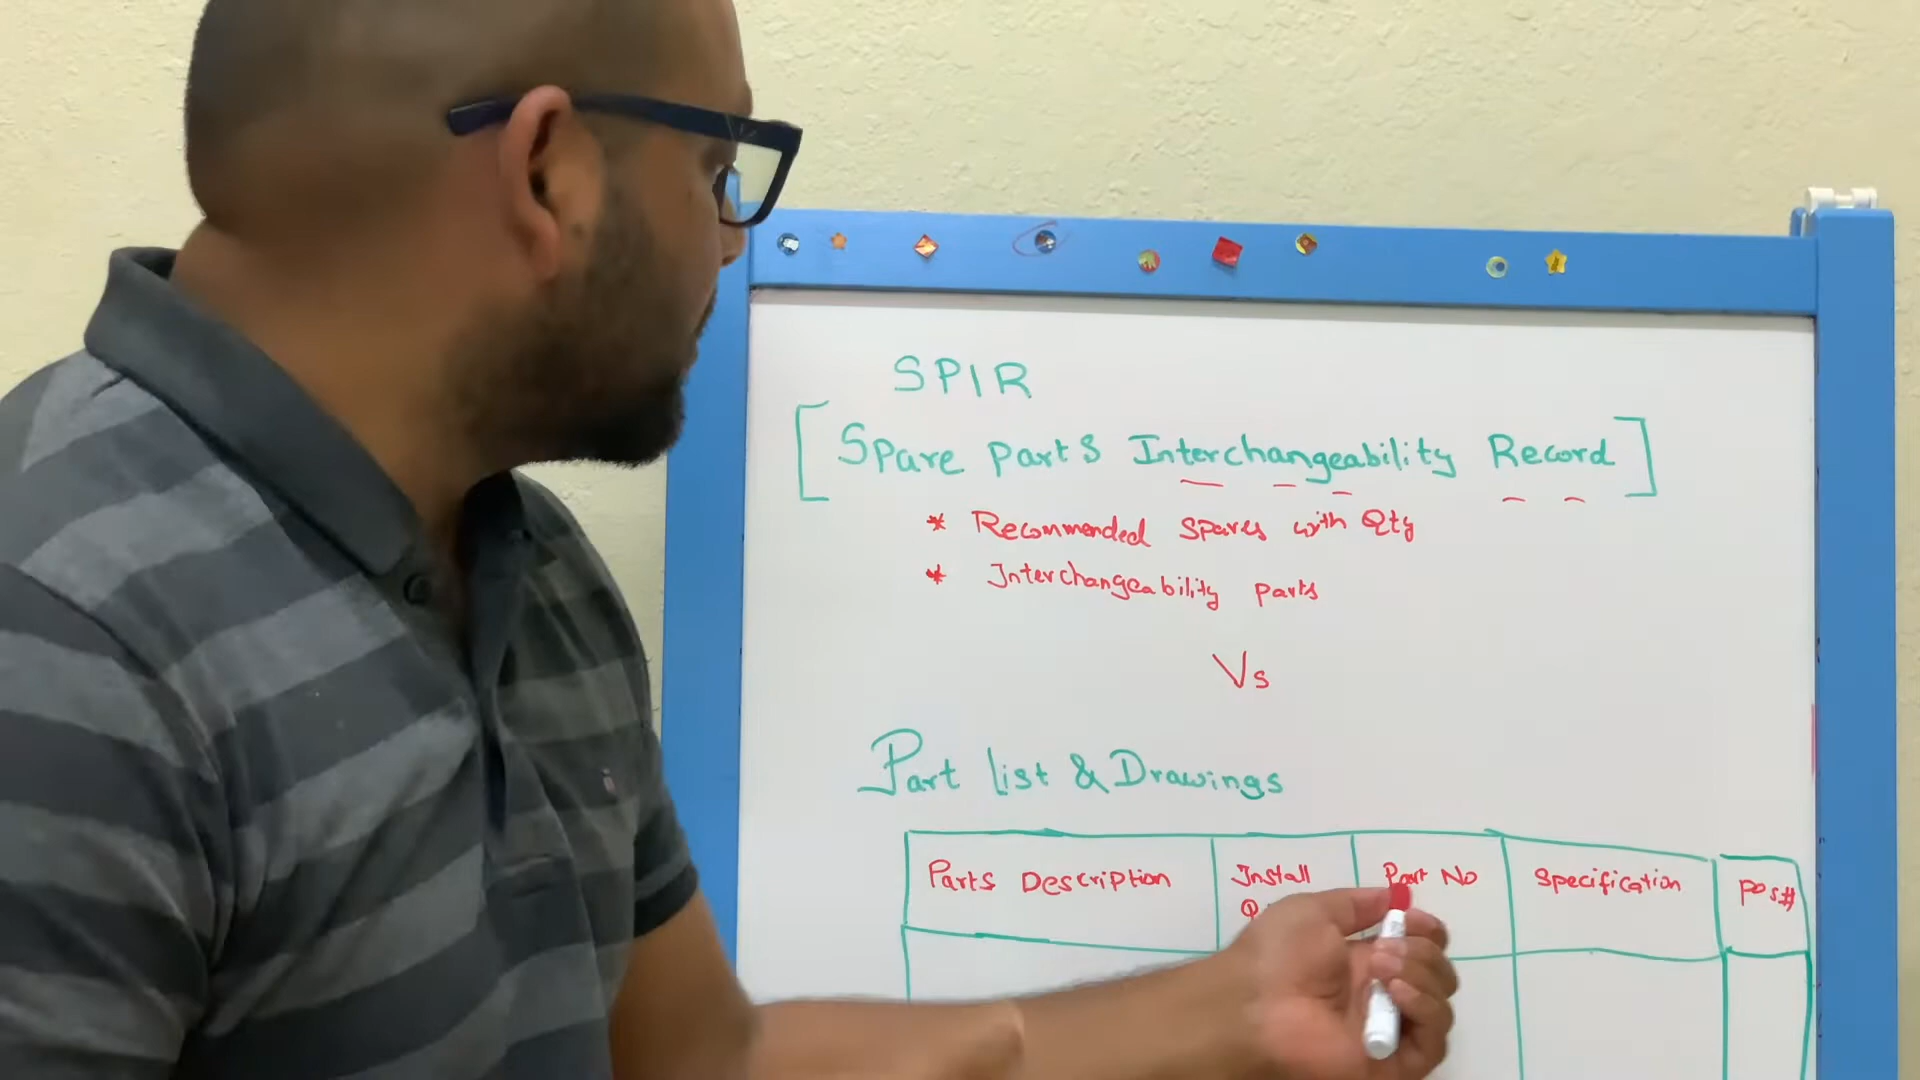 SPIR
[Spare Parts Interchangeability Record]
* Recommended Spares with Qty
* Interchangeability parts
Vs
Part List & Drawings
Parts Description
Install
Part No
Specification
Pos#